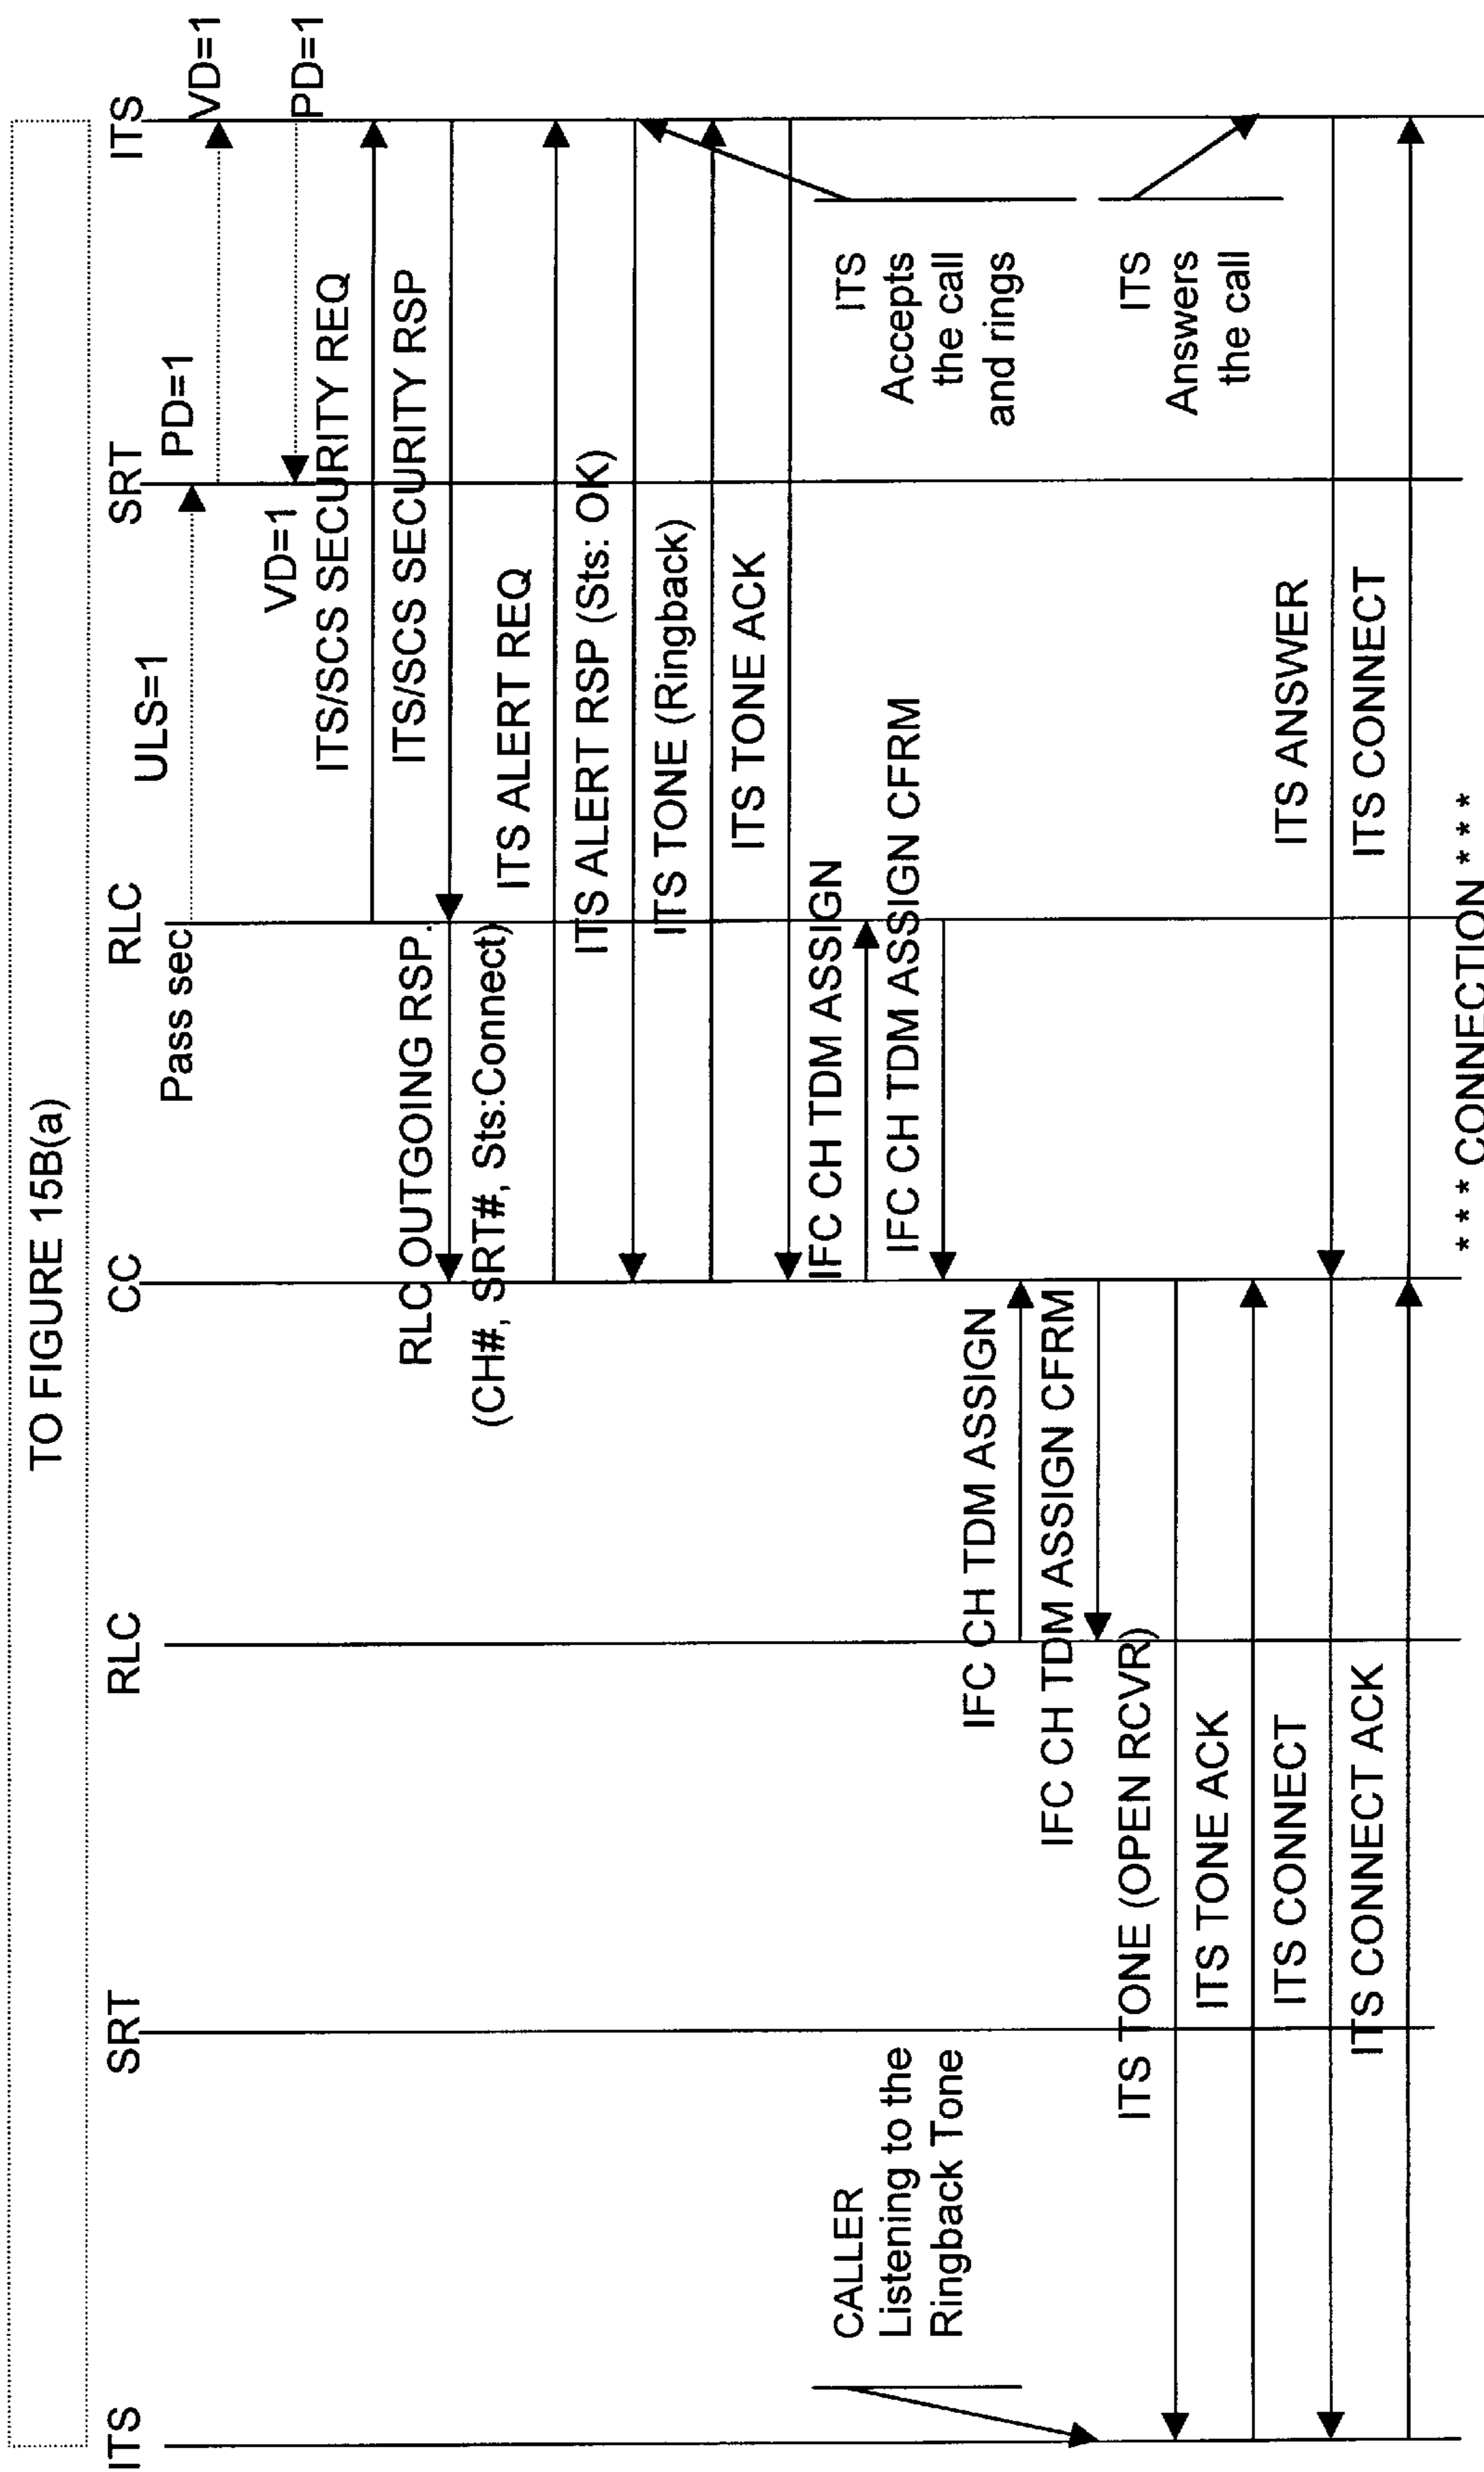 TO FIGURE 15B(a)
ITS
SRT
RLC
CC
RLC
SRT
ITS
Pass sec
ULS=1
PD=1
VD=1
VD=1
PD=1
ITS/SCS SECURITY REQ
ITS/SCS SECURITY RSP
RLC OUTGOING RSP.
(CH#, SRT#, Sts:Connect)
ITS ALERT REQ
ITS ALERT RSP (Sts: OK)
ITS TONE (Ringback)
ITS TONE ACK
IFC CH TDM ASSIGN
IFC CH TDM ASSIGN CFRM
ITS
Accepts
the call
and rings
CALLER
Listening to the
Ringback Tone
IFC CH TDM ASSIGN
IFC CH TDM ASSIGN CFRM
ITS TONE (OPEN RCVR)
ITS TONE ACK
ITS
Answers
the call
ITS CONNECT
ITS ANSWER
ITS CONNECT ACK
ITS CONNECT
* * * CONNECTION * * *